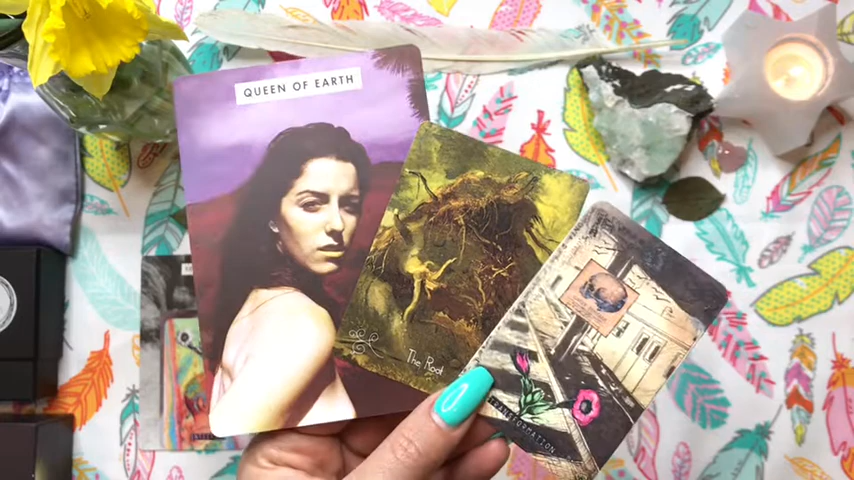 QUEEN OF EARTH
The Root
TRANSFORMATION